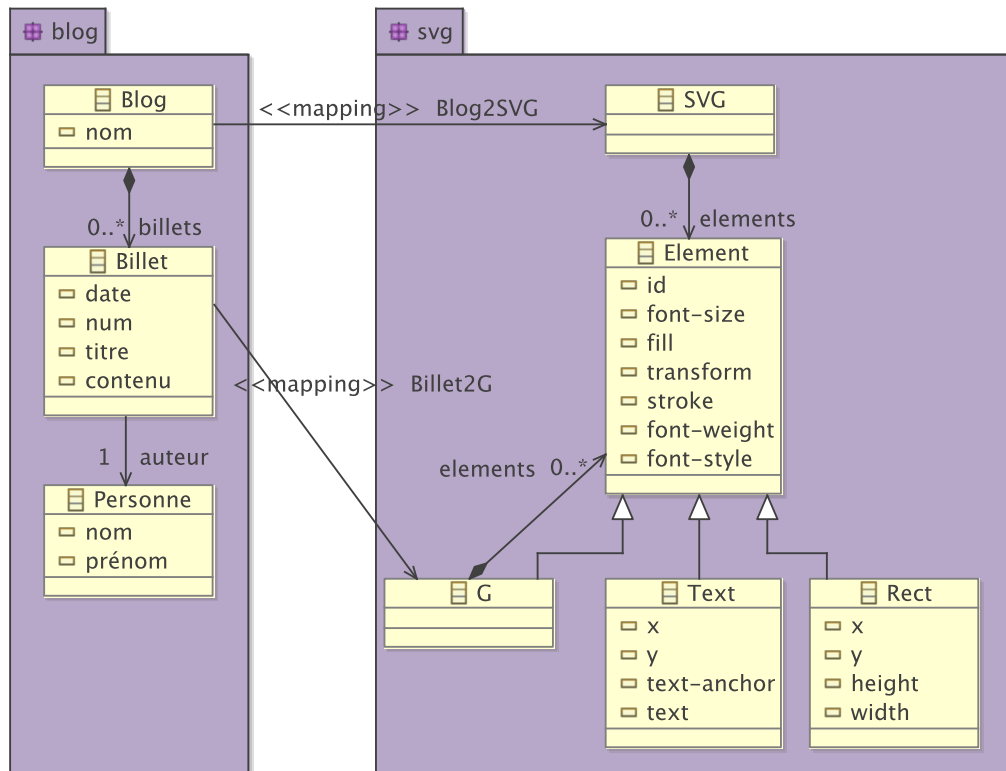 blog
svg
Blog
nom
<<mapping>> Blog2SVG
SVG
0..* billets
0..* elements
Billet
date
num
titre
contenu
Element
id
font-size
fill
transform
stroke
font-weight
font-style
<<mapping>> Billet2G
1 auteur
elements 0..*
Personne
nom
prénom
G
Text
x
y
text-anchor
text
Rect
x
y
height
width